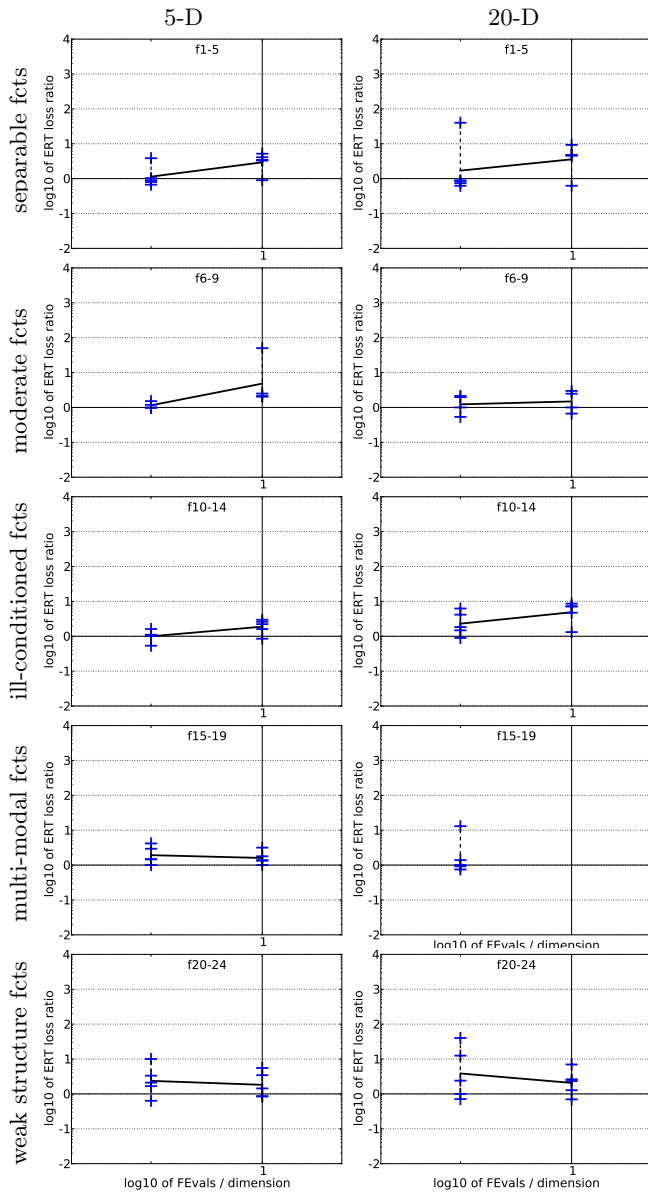 5-D 20-D
separable fcts
log10 of ERT loss ratio
4
3
2
1
0
-1
-2
f1-5
1
log10 of ERT loss ratio
4
3
2
1
0
-1
-2
f1-5
1
moderate fcts
log10 of ERT loss ratio
4
3
2
1
0
-1
-2
f6-9
1
log10 of ERT loss ratio
4
3
2
1
0
-1
-2
f6-9
1
ill-conditioned fcts
log10 of ERT loss ratio
4
3
2
1
0
-1
-2
f10-14
1
log10 of ERT loss ratio
4
3
2
1
0
-1
-2
f10-14
1
multi-modal fcts
log10 of ERT loss ratio
4
3
2
1
0
-1
-2
f15-19
1
log10 of ERT loss ratio
4
3
2
1
0
-1
-2
f15-19
log10 of FEvals / dimension
weak structure fcts
log10 of ERT loss ratio
4
3
2
1
0
-1
-2
f20-24
1
log10 of FEvals / dimension
log10 of ERT loss ratio
4
3
2
1
0
-1
-2
f20-24
1
log10 of FEvals / dimension